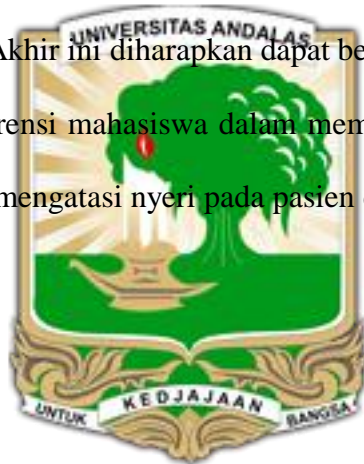 UNIVERSITAS ANDALAS
Akhir ini diharapkan dapat be
rensi mahasiswa dalam mem
mengatasi nyeri pada pasien
UNTUK KEDJAJAAN BANGSA